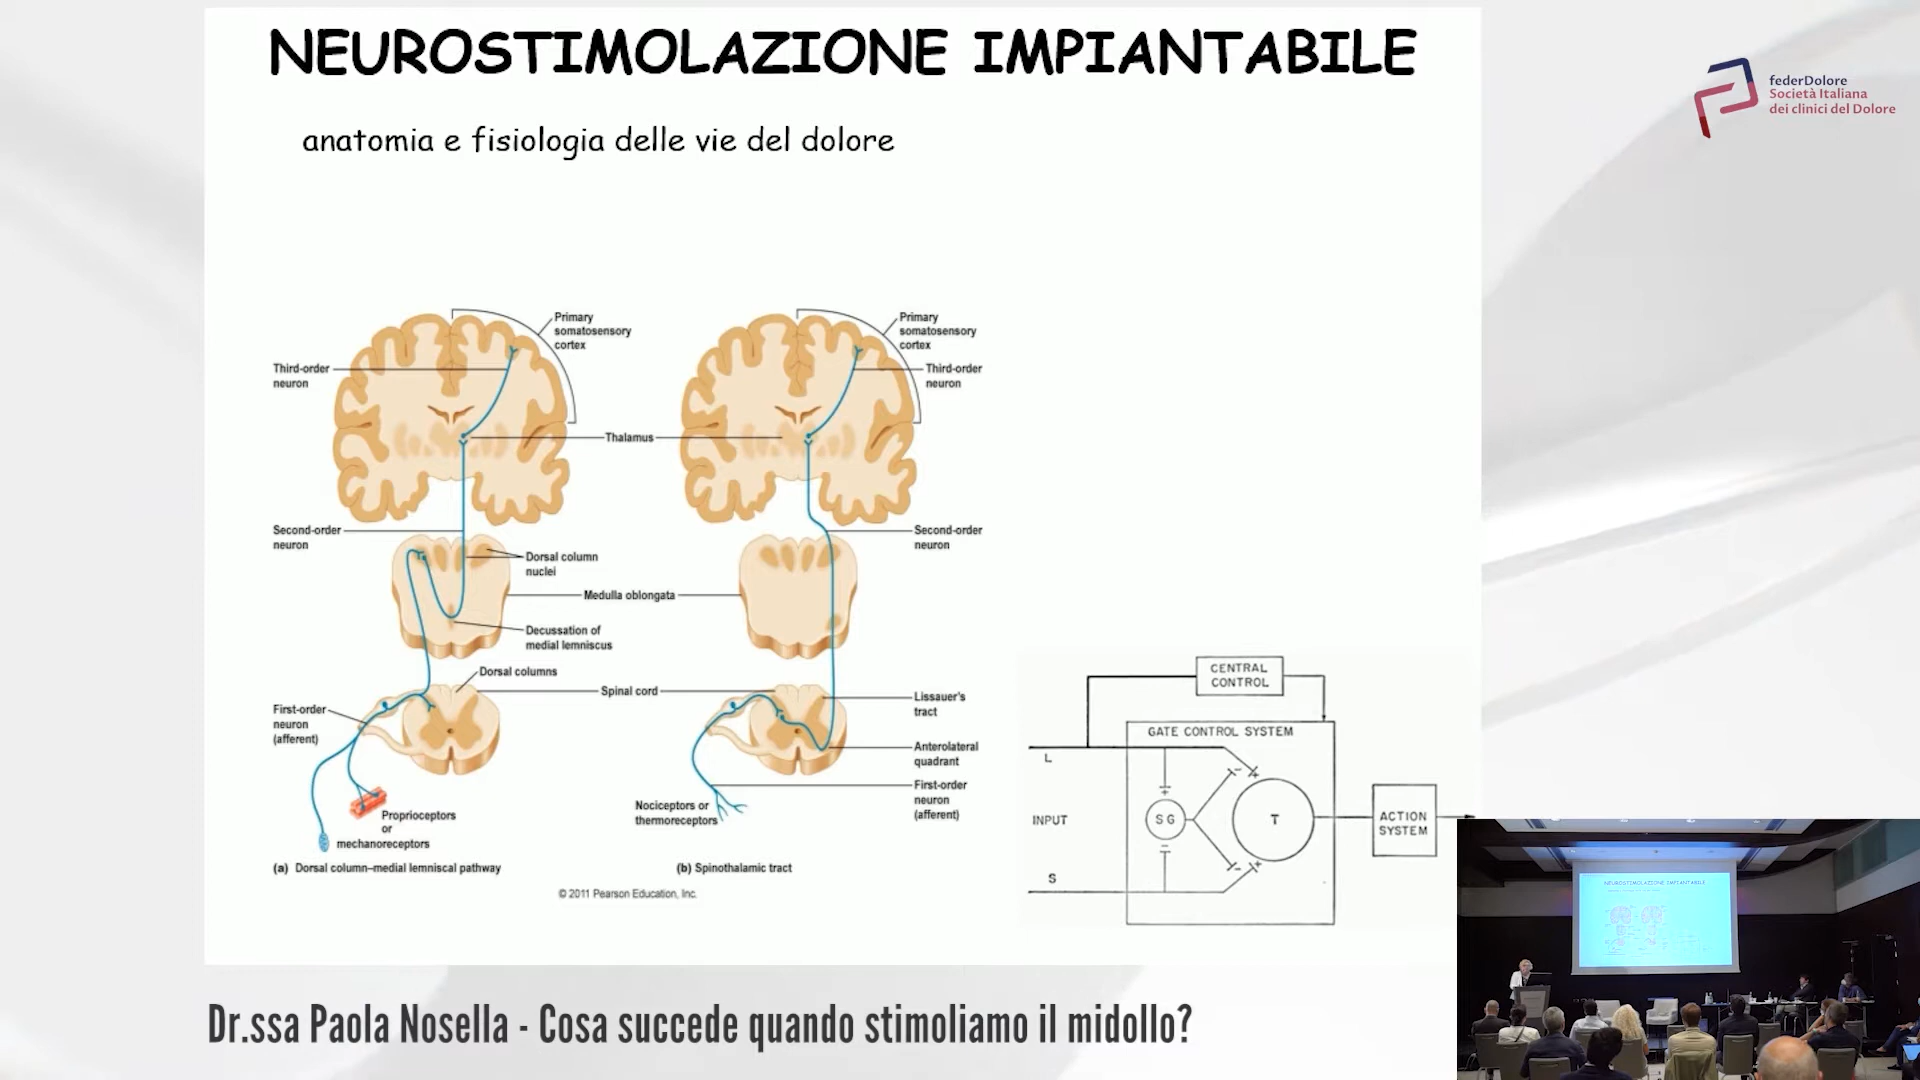 NEUROSTIMOLAZIONE IMPIANTABILE
anatomia e fisiologia delle vie del dolore
federDolore
Società Italiana
dei clinici del Dolore
Primary
somatosensory
cortex
Third-order
neuron
Thalamus
Second-order
neuron
Dorsal column
nuclei
Medulla oblongata
Decussation of
medial lemniscus
Dorsal columns
Spinal cord
First-order
neuron
(afferent)
Proprioceptors
or
mechanoreceptors
(a) Dorsal column–medial lemniscal pathway
Primary
somatosensory
cortex
Third-order
neuron
Second-order
neuron
Lissauer's
tract
Anterolateral
quadrant
First-order
neuron
(afferent)
Nociceptors or
thermoreceptors
(b) Spinothalamic tract
© 2011 Pearson Education, Inc.
CENTRAL
CONTROL
GATE CONTROL SYSTEM
L
+
- +
INPUT
SG
T
ACTION
SYSTEM
-
- +
S
NEUROSTIMOLAZIONE IMPIANTABILE
Dr.ssa Paola Nosella - Cosa succede quando stimoliamo il midollo?